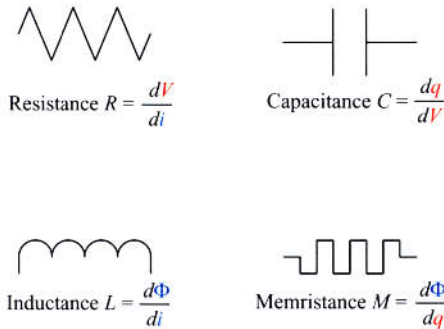 Resistance R = dV/di
Capacitance C = dq/dV
Inductance L = dΦ/di
Memristance M = dΦ/dq